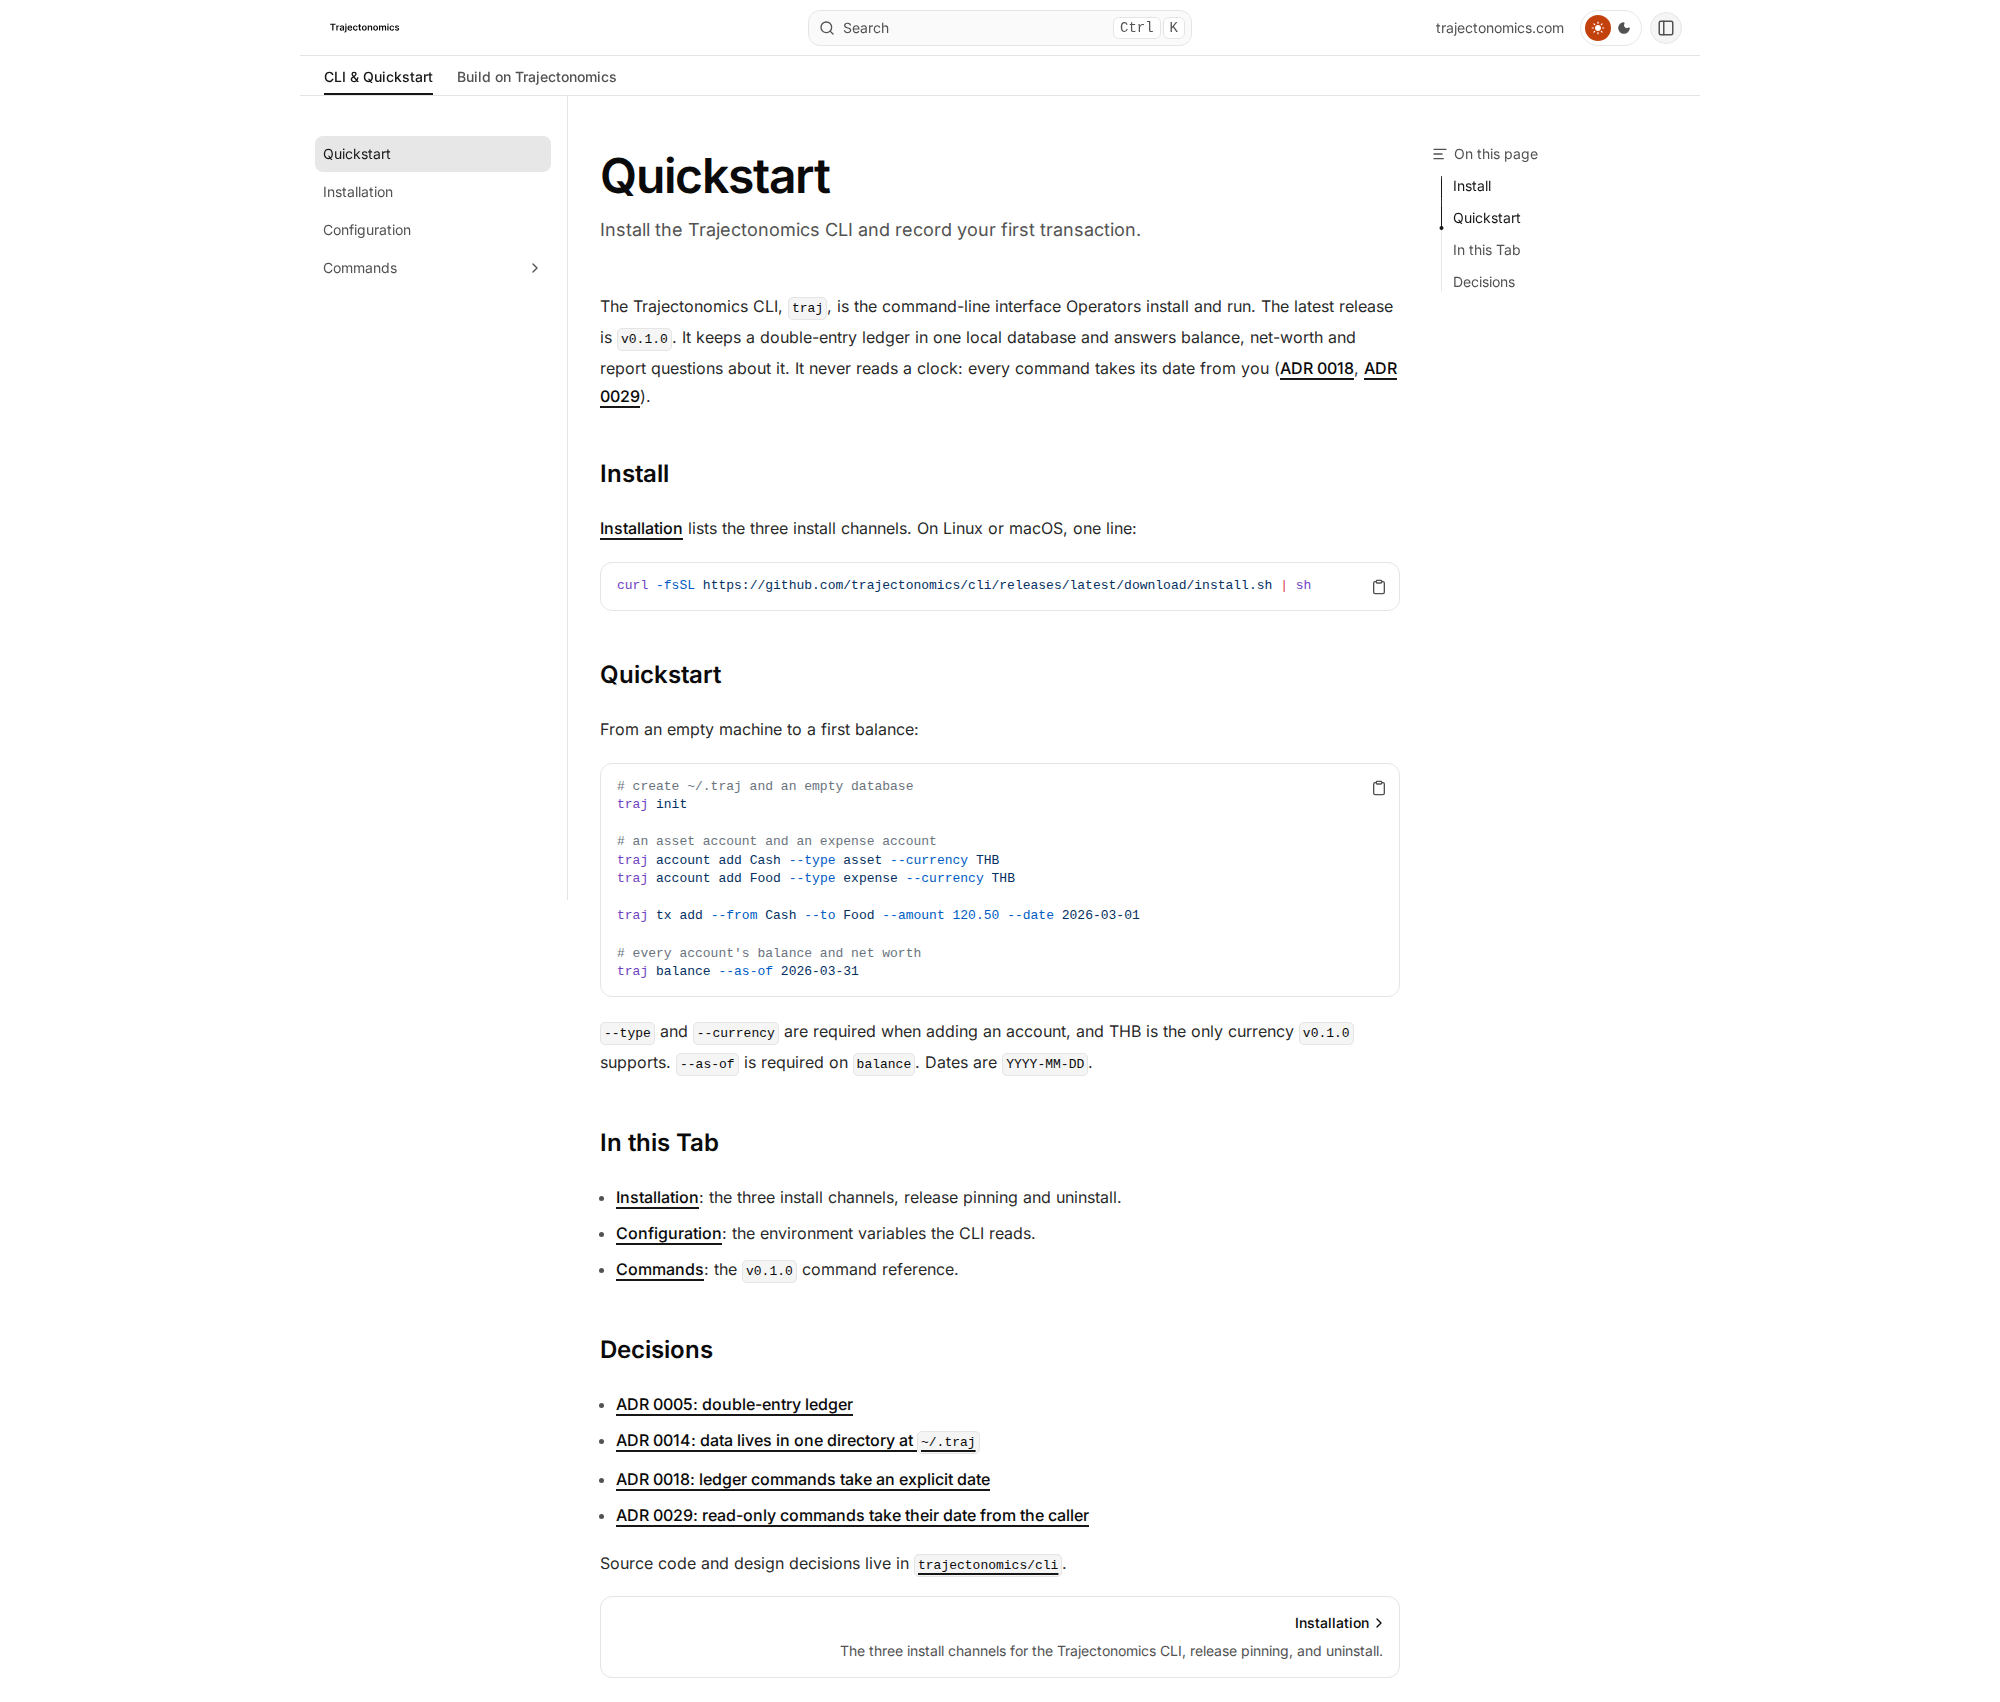 Trajectonomics
Search
Ctrl K
trajectonomics.com
CLI & Quickstart
Build on Trajectonomics
Quickstart
Installation
Configuration
Commands
Quickstart
Install the Trajectonomics CLI and record your first transaction.
The Trajectonomics CLI, traj, is the command-line interface Operators install and run. The latest release
is v0.1.0. It keeps a double-entry ledger in one local database and answers balance, net-worth and
report questions about it. It never reads a clock: every command takes its date from you (ADR 0018, ADR
0029).
Install
Installation lists the three install channels. On Linux or macOS, one line:
curl -fsSL https://github.com/trajectonomics/cli/releases/latest/download/install.sh | sh
Quickstart
From an empty machine to a first balance:
# create ~/.traj and an empty database
traj init
# an asset account and an expense account
traj account add Cash --type asset --currency THB
traj account add Food --type expense --currency THB
traj tx add --from Cash --to Food --amount 120.50 --date 2026-03-01
# every account's balance and net worth
traj balance --as-of 2026-03-31
--type and --currency are required when adding an account, and THB is the only currency v0.1.0
supports. --as-of is required on balance. Dates are YYYY-MM-DD.
In this Tab
Installation: the three install channels, release pinning and uninstall.
Configuration: the environment variables the CLI reads.
Commands: the v0.1.0 command reference.
Decisions
ADR 0005: double-entry ledger
ADR 0014: data lives in one directory at ~/.traj
ADR 0018: ledger commands take an explicit date
ADR 0029: read-only commands take their date from the caller
Source code and design decisions live in trajectonomics/cli.
Installation
The three install channels for the Trajectonomics CLI, release pinning, and uninstall.
On this page
Install
Quickstart
In this Tab
Decisions